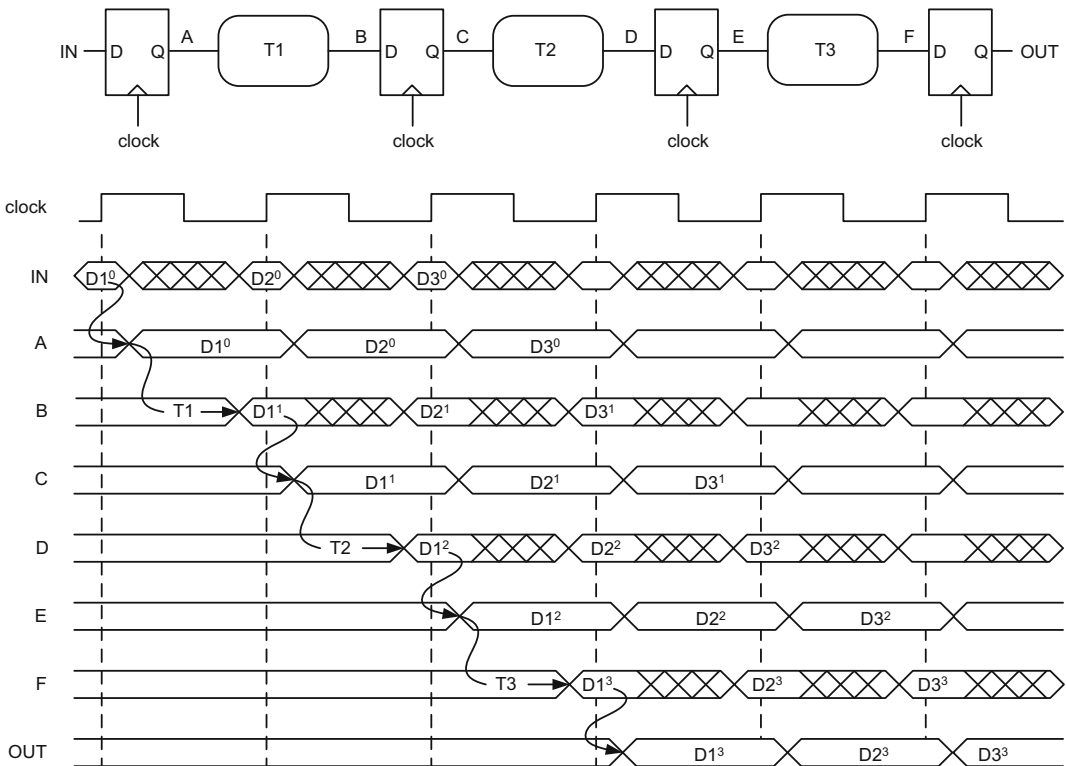 A B C D E F
IN D Q T1 D Q T2 D Q T3 D Q OUT
clock clock clock clock
clock
IN D1⁰ D2⁰ D3⁰
A D1⁰ D2⁰ D3⁰
B T1 D1¹ D2¹ D3¹
C D1¹ D2¹ D3¹
D T2 D1² D2² D3²
E D1² D2² D3²
F T3 D1³ D2³ D3³
OUT D1³ D2³ D3³